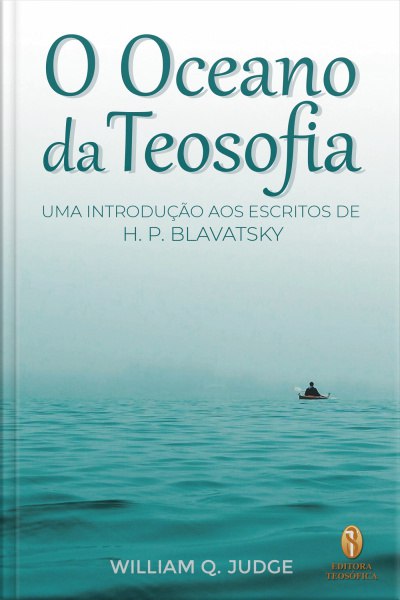 O Oceano
da Teosofia
UMA INTRODUÇÃO AOS ESCRITOS DE
H. P. BLAVATSKY
WILLIAM Q. JUDGE
EDITORA
TEOSÓFICA